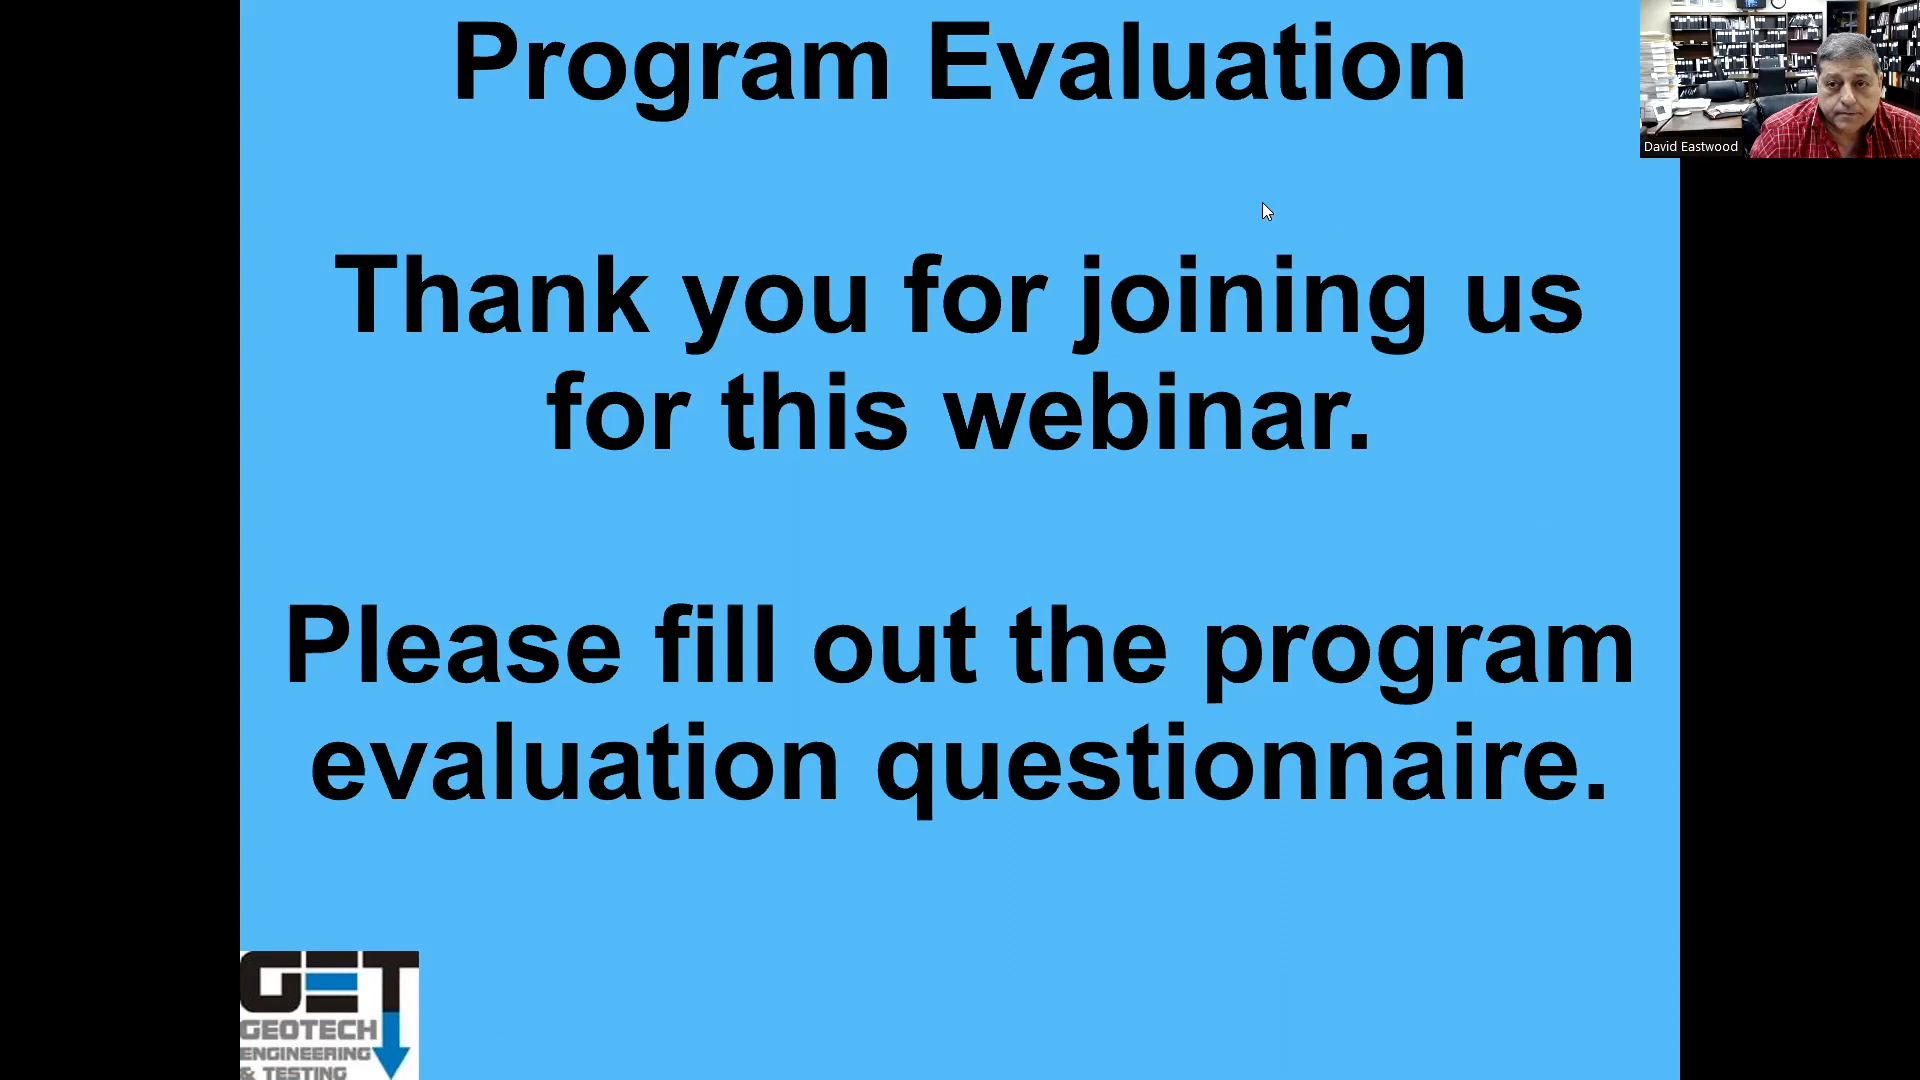 Program Evaluation
David Eastwood
Thank you for joining us
for this webinar.
Please fill out the program
evaluation questionnaire.
GET
GEOTECH
ENGINEERING
& TESTING